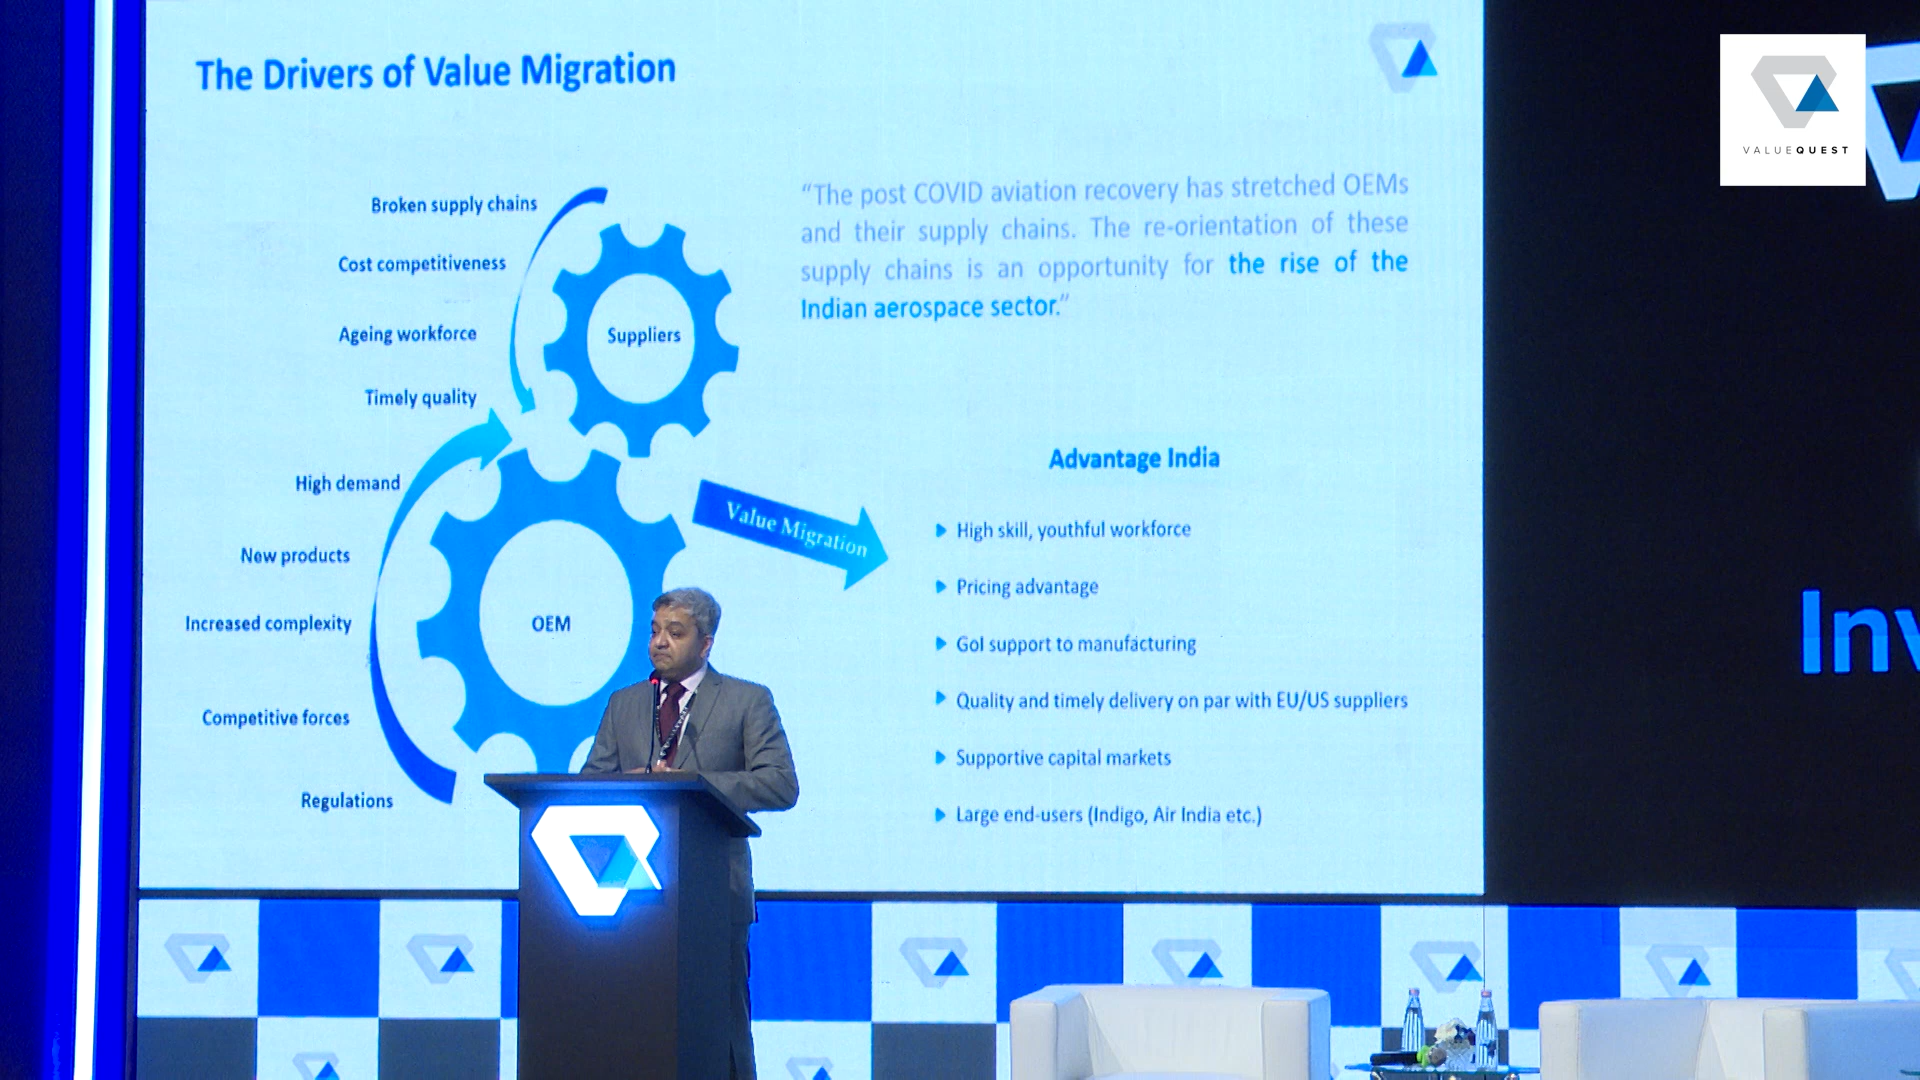 The Drivers of Value Migration
Broken supply chains
Cost competitiveness
Ageing workforce
Timely quality
Suppliers
High demand
New products
Increased complexity
Competitive forces
Regulations
OEM
Value Migration
“The post COVID aviation recovery has stretched OEMs
and their supply chains. The re-orientation of these
supply chains is an opportunity for the rise of the
Indian aerospace sector.”
Advantage India
High skill, youthful workforce
Pricing advantage
GoI support to manufacturing
Quality and timely delivery on par with EU/US suppliers
Supportive capital markets
Large end-users (Indigo, Air India etc.)
VALUEQUEST
Inv